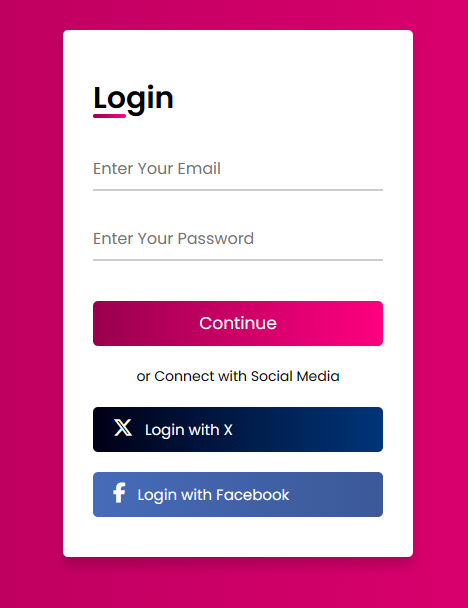 Login
Enter Your Email
Enter Your Password
Continue
or Connect with Social Media
Login with X
Login with Facebook